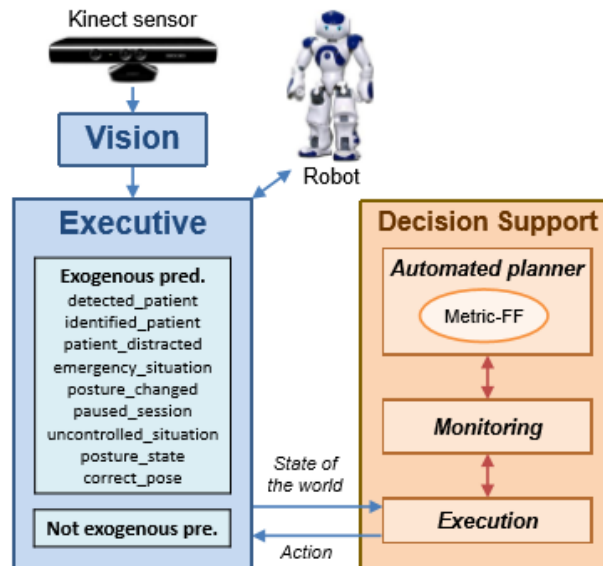 Kinect sensor
Vision
Robot
Executive
Exogenous pred.
detected_patient
identified_patient
patient_distracted
emergency_situation
posture_changed
paused_session
uncontrolled_situation
posture_state
correct_pose
Not exogenous pre.
State of
the world
Action
Decision Support
Automated planner
Metric-FF
Monitoring
Execution